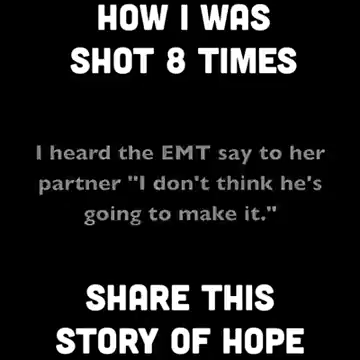 HOW I WAS
SHOT 8 TIMES
I heard the EMT say to her
partner "I don't think he's
going to make it."
SHARE THIS
STORY OF HOPE